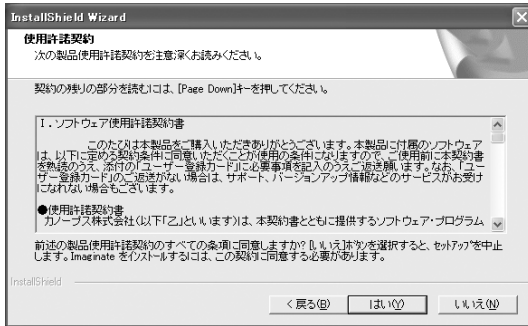 InstallShield Wizard
使用許諾契約
次の製品使用許諾契約を注意深くお読みください。
契約の残りの部分を読むには、[Page Down]キーを押してください。
Ⅰ．ソフトウェア使用許諾契約書
このたびは本製品をご購入いただきありがとうございます。本製品に付属のソフトウェア
は、以下に定める契約条件に同意いただくことが使用の条件になりますので、ご使用前に本契約書
を熟読のうえ、添付の「ユーザー登録カード」に必要事項を記入のうえご返送願います。なお、「ユー
ザー登録カード」のご返送がない場合は、サポート、バージョンアップ情報などのサービスがお受け
になれない場合もございます。
●使用許諾契約書
カノープス株式会社(以下「乙」といいます)は、本契約書とともに提供するソフトウェア・プログラム
前述の製品使用許諾契約のすべての条項に同意しますか? [いいえ]ボタンを選択すると、セットアップを中止
します。Imaginate をインストールするには、この契約に同意する必要があります。
InstallShield
< 戻る(B)
はい(Y)
いいえ(N)